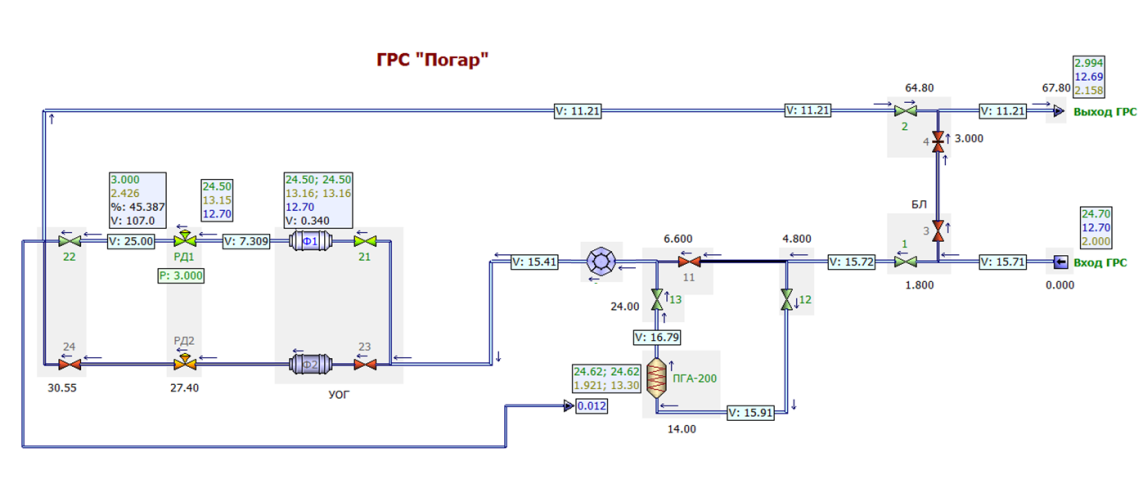 ГРС "Погар"
64.80
67.80
2.994
12.69
2.158
V: 11.21
V: 11.21
V: 11.21
Выход ГРС
2
4
3.000
3.000
2.426
%: 45.387
V: 107.0
24.50
13.15
12.70
24.50; 24.50
13.16; 13.16
12.70
V: 0.340
БЛ
24.70
12.70
2.000
V: 25.00
V: 7.309
Ф1
22
РД1
21
P: 3.000
6.600
4.800
1
3
V: 15.41
V: 15.72
V: 15.71
Вход ГРС
11
1.800
0.000
24.00
13
12
V: 16.79
24
РД2
Ф2
23
30.55
27.40
УОГ
24.62; 24.62
1.921; 13.30
ПГА-200
0.012
V: 15.91
14.00